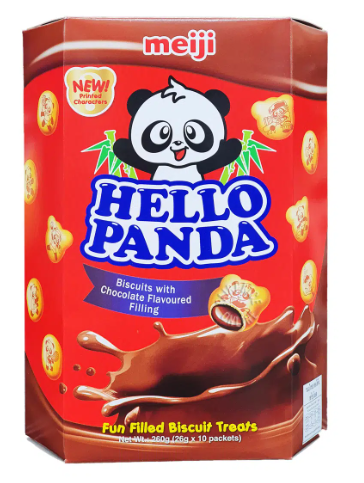 meiji
NEW!
Printed
Characters
HELLO
PANDA
Biscuits with
Chocolate Flavoured
Filling
Fun Filled Biscuit Treats
Net Wt.: 260g (26g x 10 packets)